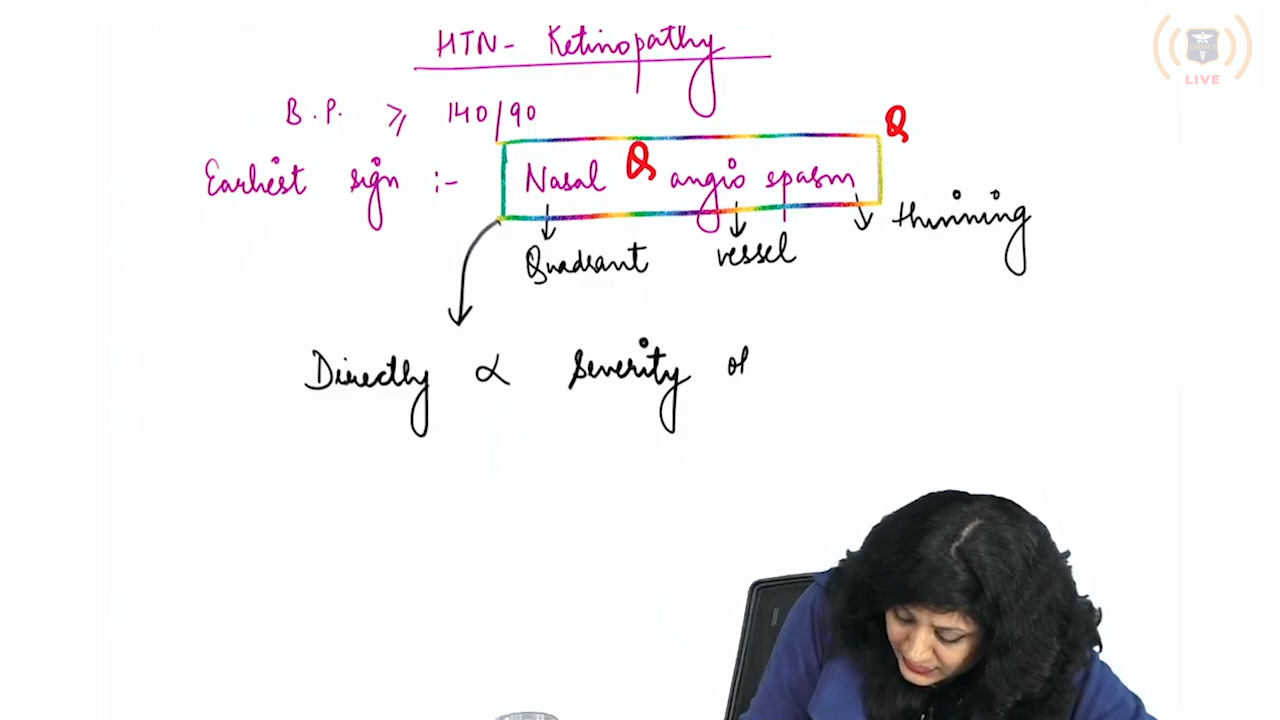 HTN- Retinopathy
B.P. ⩾ 140/90
Q
Earliest sign :- Nasal Q angio spasm
thinning
Quadrant vessel
Directly ∝ Severity of
LIVE